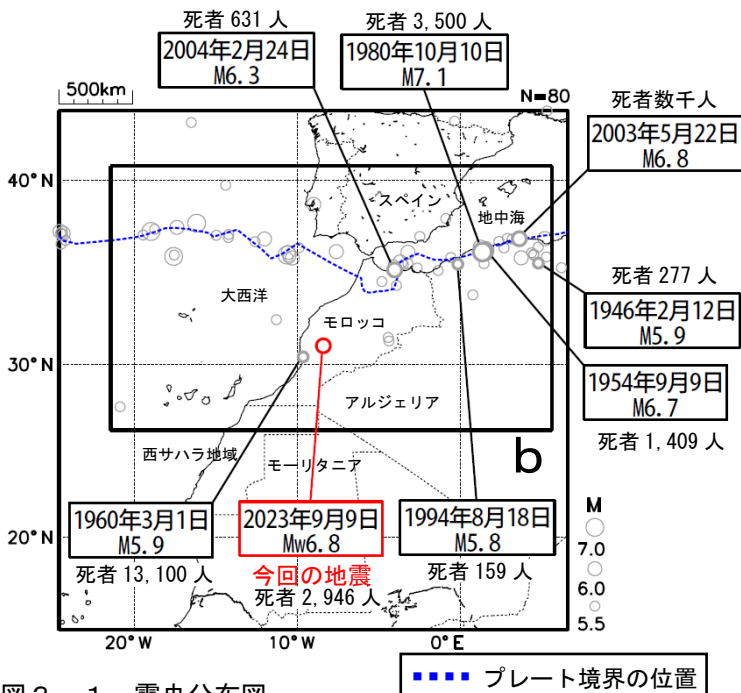 死者 631 人
2004年2月24日
M6.3
死者 3,500 人
1980年10月10日
M7.1
500km
N=80
死者数千人
2003年5月22日
M6.8
40°N
スペイン
地中海
死者 277 人
1946年2月12日
M5.9
大西洋
モロッコ
30°N
アルジェリア
1954年9月9日
M6.7
死者 1,409 人
西サハラ地域
モーリタニア
b
1960年3月1日
M5.9
死者 13,100 人
2023年9月9日
Mw6.8
今回の地震
死者 2,946 人
1994年8月18日
M5.8
死者 159 人
20°N
M
7.0
6.0
5.5
20°W
10°W
0°E
プレート境界の位置